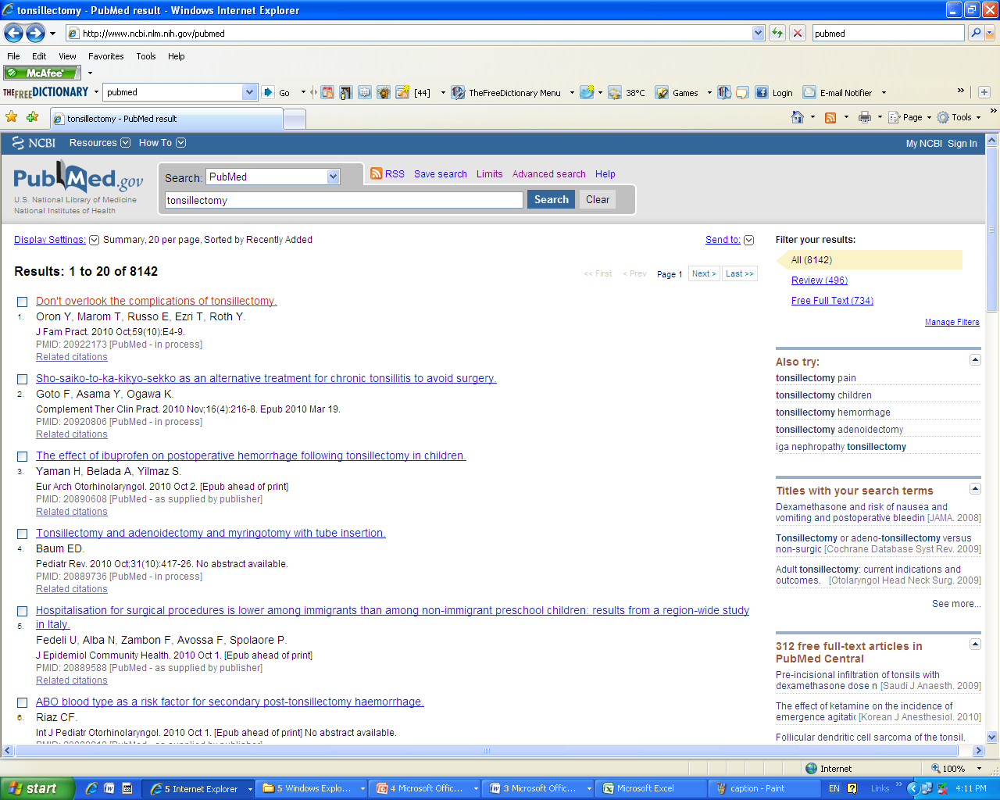 tonsillectomy - PubMed result - Windows Internet Explorer
http://www.ncbi.nlm.nih.gov/pubmed
pubmed
File Edit View Favorites Tools Help
McAfee
THEFREEDICTIONARY pubmed Go [44] TheFreeDictionary Menu 38°C Games Login E-mail Notifier »
tonsillectomy - PubMed result
Page Tools »
NCBI Resources How To My NCBI Sign In
PubMed.gov
U.S. National Library of Medicine
National Institutes of Health
Search: PubMed
RSS Save search Limits Advanced search Help
tonsillectomy Search Clear
Display Settings: Summary, 20 per page, Sorted by Recently Added Send to:
Results: 1 to 20 of 8142
<< First < Prev Page 1 Next > Last >>
Don't overlook the complications of tonsillectomy.
1. Oron Y, Marom T, Russo E, Ezri T, Roth Y.
J Fam Pract. 2010 Oct;59(10):E4-9.
PMID: 20922173 [PubMed - in process]
Related citations
Sho-saiko-to-ka-kikyo-sekko as an alternative treatment for chronic tonsillitis to avoid surgery.
2. Goto F, Asama Y, Ogawa K.
Complement Ther Clin Pract. 2010 Nov;16(4):216-8. Epub 2010 Mar 19.
PMID: 20920806 [PubMed - in process]
Related citations
The effect of ibuprofen on postoperative hemorrhage following tonsillectomy in children.
3. Yaman H, Belada A, Yilmaz S.
Eur Arch Otorhinolaryngol. 2010 Oct 2. [Epub ahead of print]
PMID: 20890608 [PubMed - as supplied by publisher]
Related citations
Tonsillectomy and adenoidectomy and myringotomy with tube insertion.
4. Baum ED.
Pediatr Rev. 2010 Oct;31(10):417-26. No abstract available.
PMID: 20889736 [PubMed - in process]
Related citations
Hospitalisation for surgical procedures is lower among immigrants than among non-immigrant preschool children: results from a region-wide study
in Italy.
5. Fedeli U, Alba N, Zambon F, Avossa F, Spolaore P.
J Epidemiol Community Health. 2010 Oct 1. [Epub ahead of print]
PMID: 20889588 [PubMed - as supplied by publisher]
Related citations
ABO blood type as a risk factor for secondary post-tonsillectomy haemorrhage.
6. Riaz CF.
Int J Pediatr Otorhinolaryngol. 2010 Oct 1. [Epub ahead of print] No abstract available.
Filter your results:
All (8142)
Review (496)
Free Full Text (734)
Manage Filters
Also try:
tonsillectomy pain
tonsillectomy children
tonsillectomy hemorrhage
tonsillectomy adenoidectomy
iga nephropathy tonsillectomy
Titles with your search terms
Dexamethasone and risk of nausea and
vomiting and postoperative bleedin [JAMA. 2008]
Tonsillectomy or adeno-tonsillectomy versus
non-surgic [Cochrane Database Syst Rev. 2009]
Adult tonsillectomy: current indications and
outcomes. [Otolaryngol Head Neck Surg. 2009]
See more...
312 free full-text articles in
PubMed Central
Pre-incisional infiltration of tonsils with
dexamethasone dose n [Saudi J Anaesth. 2009]
The effect of ketamine on the incidence of
emergence agitatic [Korean J Anesthesiol. 2010]
Follicular dendritic cell sarcoma of the tonsil.
Internet 100%
start 5 Internet Explorer 5 Windows Explo... 4 Microsoft Offic... 3 Microsoft Offic... Microsoft Excel caption - Paint EN Links » 4:11 PM